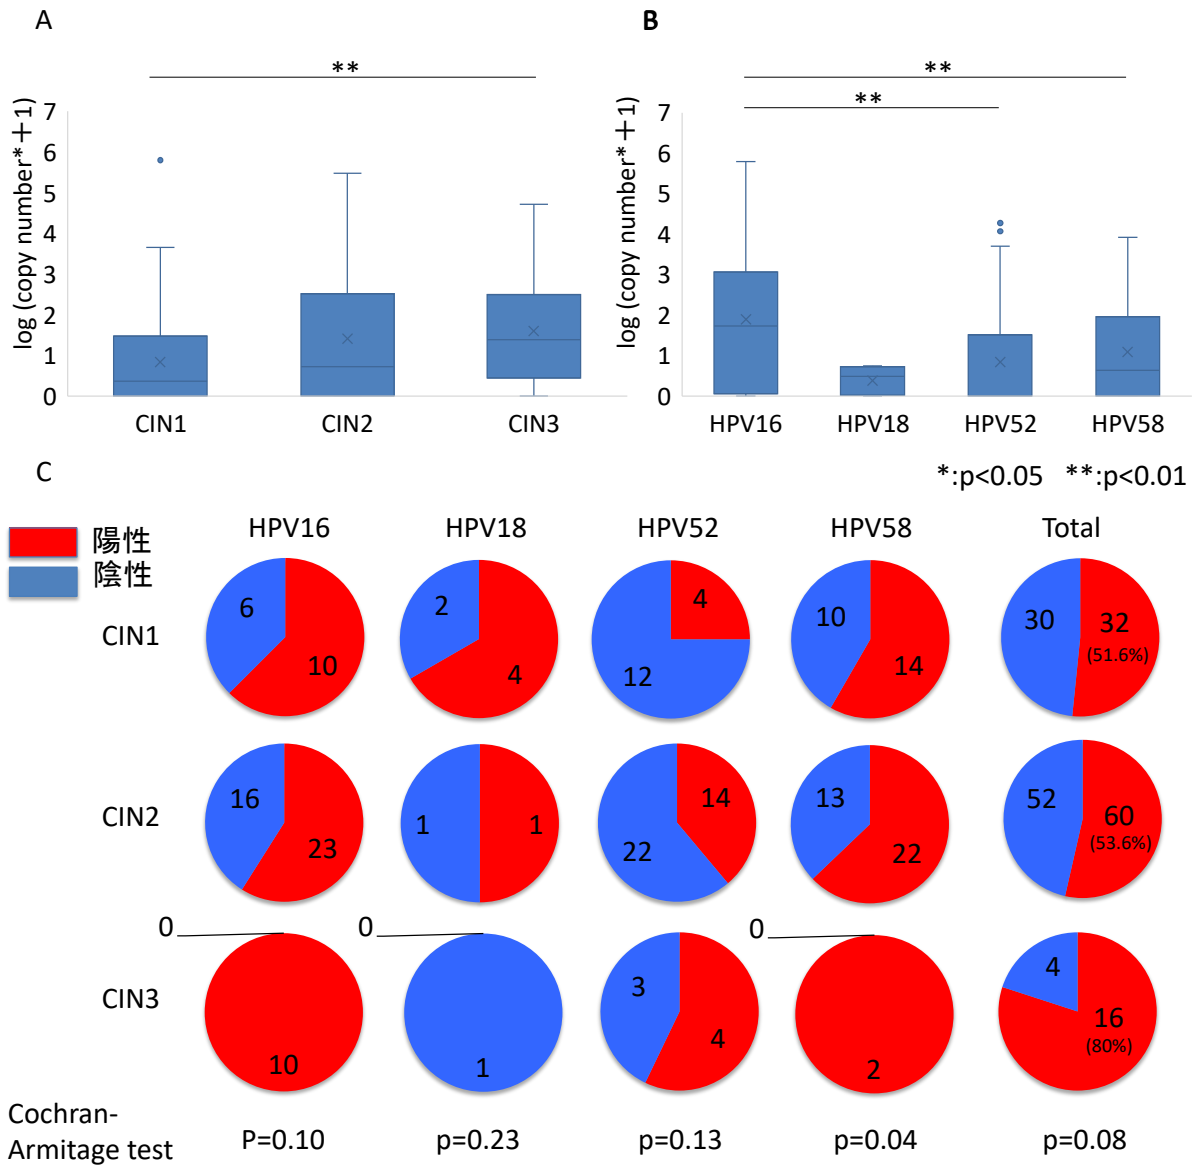 A
**
log (copy number*＋1)
7
6
5
4
3
2
1
0
CIN1 CIN2 CIN3
B
**
**
log (copy number*＋1)
7
6
5
4
3
2
1
0
HPV16 HPV18 HPV52 HPV58
*:p<0.05 **:p<0.01
C
陽性
陰性
HPV16 HPV18 HPV52 HPV58 Total
CIN1
6 10
2 4
4 12
10 14
30 32
(51.6%)
CIN2
16 23
1 1
14 22
13 22
52 60
(53.6%)
CIN3
0 10
0 1
3 4
0 2
4 16
(80%)
Cochran-
Armitage test
P=0.10 p=0.23 p=0.13 p=0.04 p=0.08